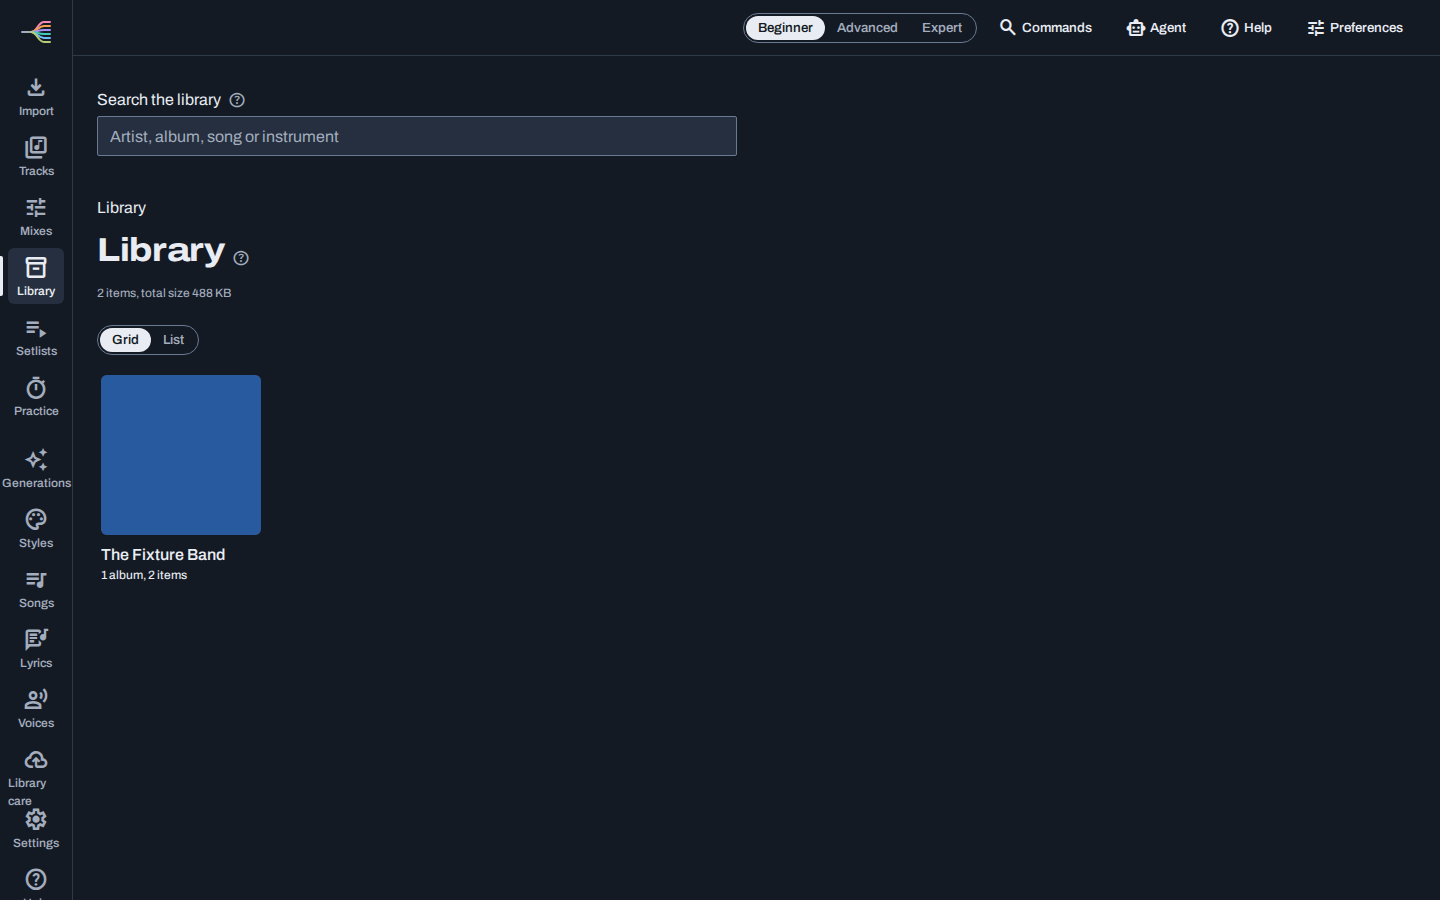 Beginner
Advanced
Expert
Commands
Agent
Help
Preferences
Import
Tracks
Mixes
Library
Setlists
Practice
Generations
Styles
Songs
Lyrics
Voices
Library
care
Settings
Search the library
Artist, album, song or instrument
Library
Library
2 items, total size 488 KB
Grid
List
The Fixture Band
1 album, 2 items